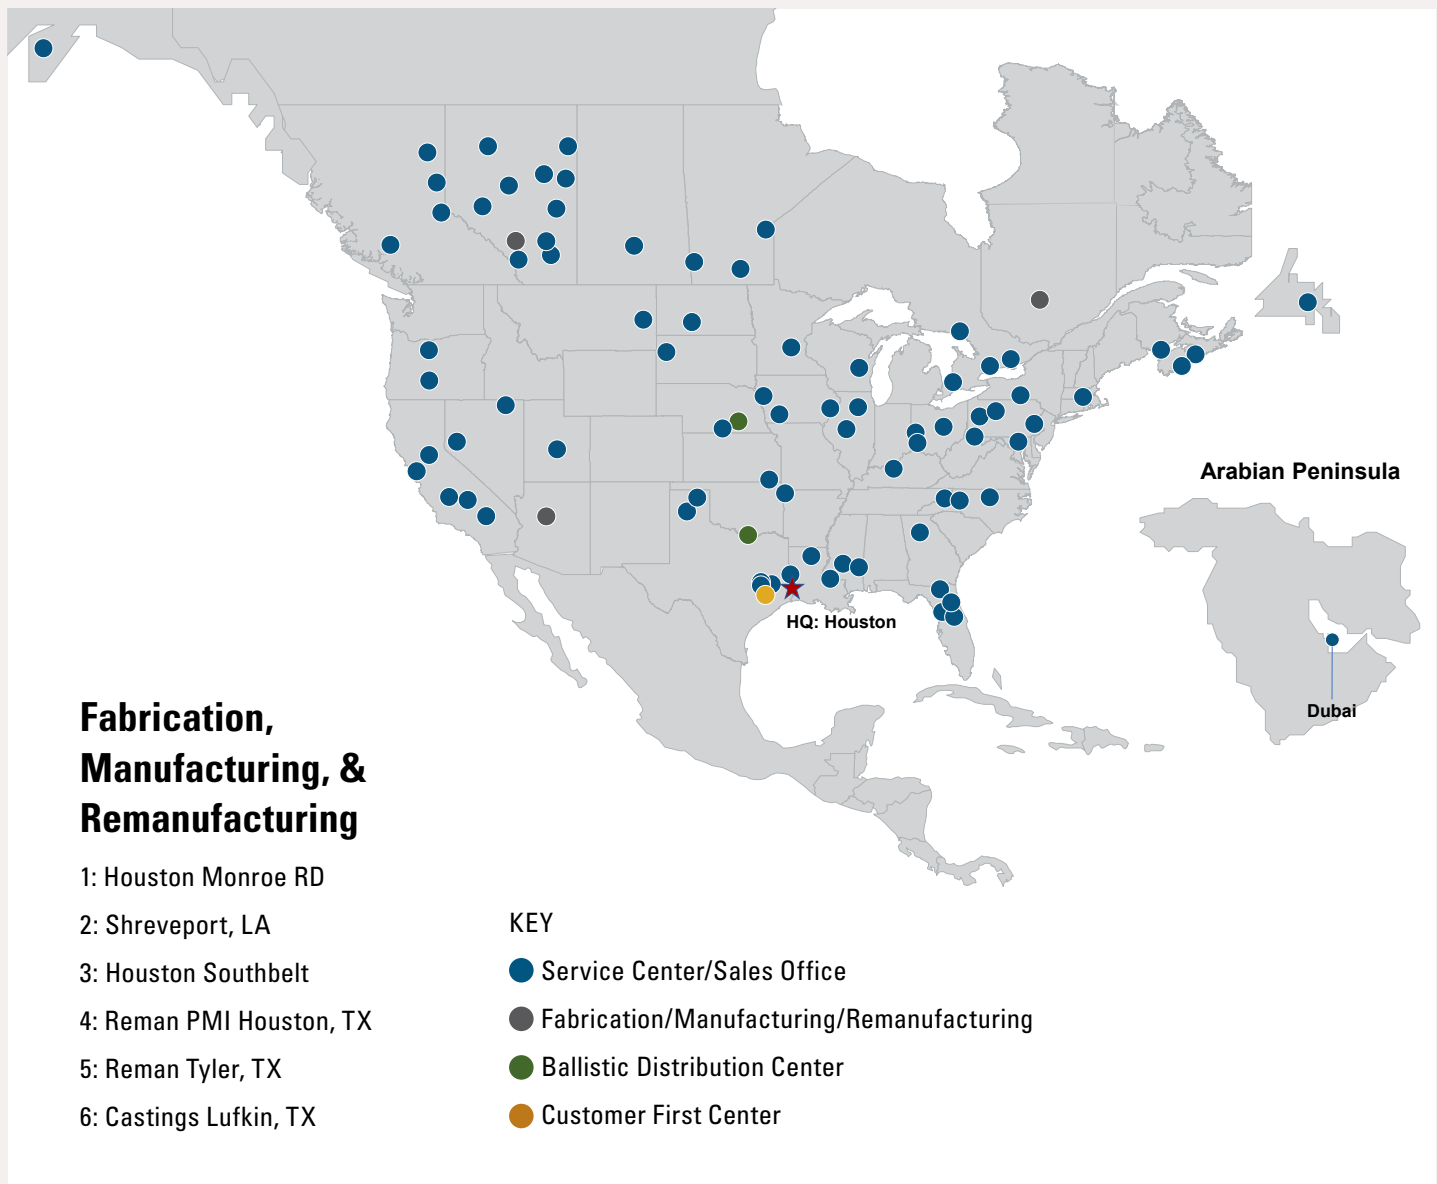 Arabian Peninsula
HQ: Houston
Dubai
Fabrication,
Manufacturing, &
Remanufacturing
1: Houston Monroe RD
2: Shreveport, LA
3: Houston Southbelt
4: Reman PMI Houston, TX
5: Reman Tyler, TX
6: Castings Lufkin, TX
KEY
Service Center/Sales Office
Fabrication/Manufacturing/Remanufacturing
Ballistic Distribution Center
Customer First Center